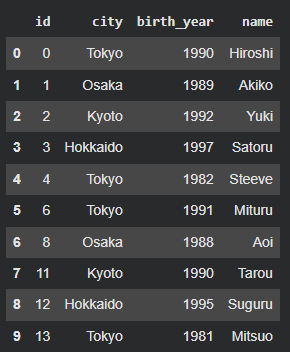 id city birth_year name
0 0 Tokyo 1990 Hiroshi
1 1 Osaka 1989 Akiko
2 2 Kyoto 1992 Yuki
3 3 Hokkaido 1997 Satoru
4 4 Tokyo 1982 Steeve
5 6 Tokyo 1991 Mituru
6 8 Osaka 1988 Aoi
7 11 Kyoto 1990 Tarou
8 12 Hokkaido 1995 Suguru
9 13 Tokyo 1981 Mitsuo